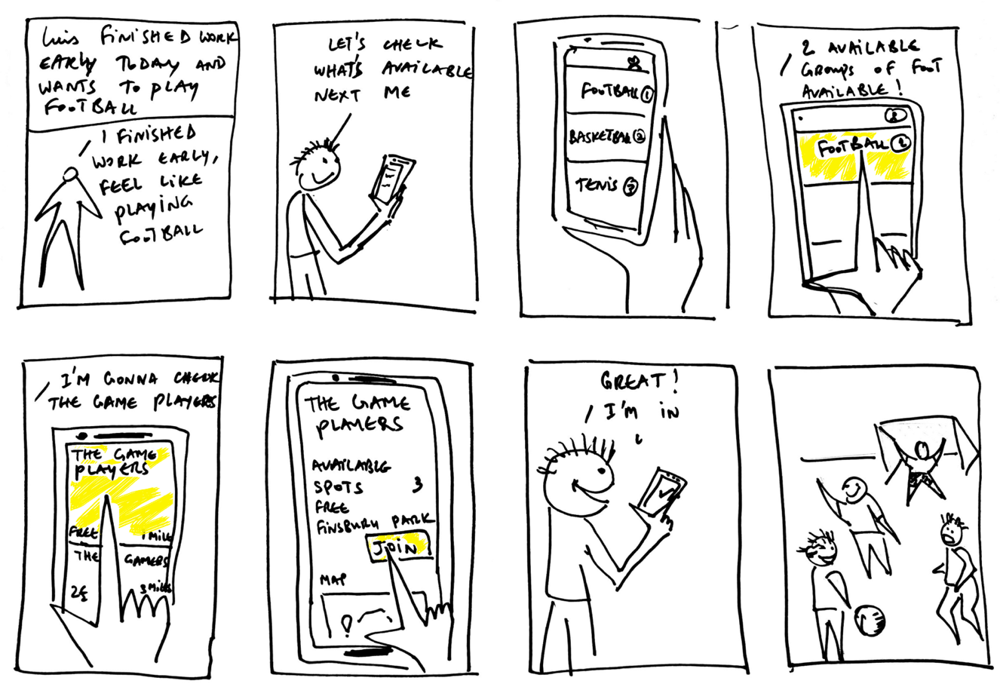 Luis FINISHED WORK
EARLY TODAY AND
WANTS TO PLAY
FOOTBALL
I FINISHED
WORK EARLY,
FEEL LIKE
PLAYING
FOOTBALL
LET'S CHECK
WHAT'S AVAILABLE
NEXT ME
FOOTBALL 1
BASKETBALL 2
TENIS 3
2 AVAILABLE
GROUPS OF FOOT
AVAILABLE!
2
FOOTBALL 2
I'M GONNA CHECK
THE GAME PLAYERS
THE GAME
PLAYERS
FREE 1 MILE
THE GAMERS
2£ 3 MILES
THE GAME
PLAYERS
AVAILABLE
SPOTS 3
FREE
FINSBURY PARK
JOIN
MAP
GREAT!
I'M IN